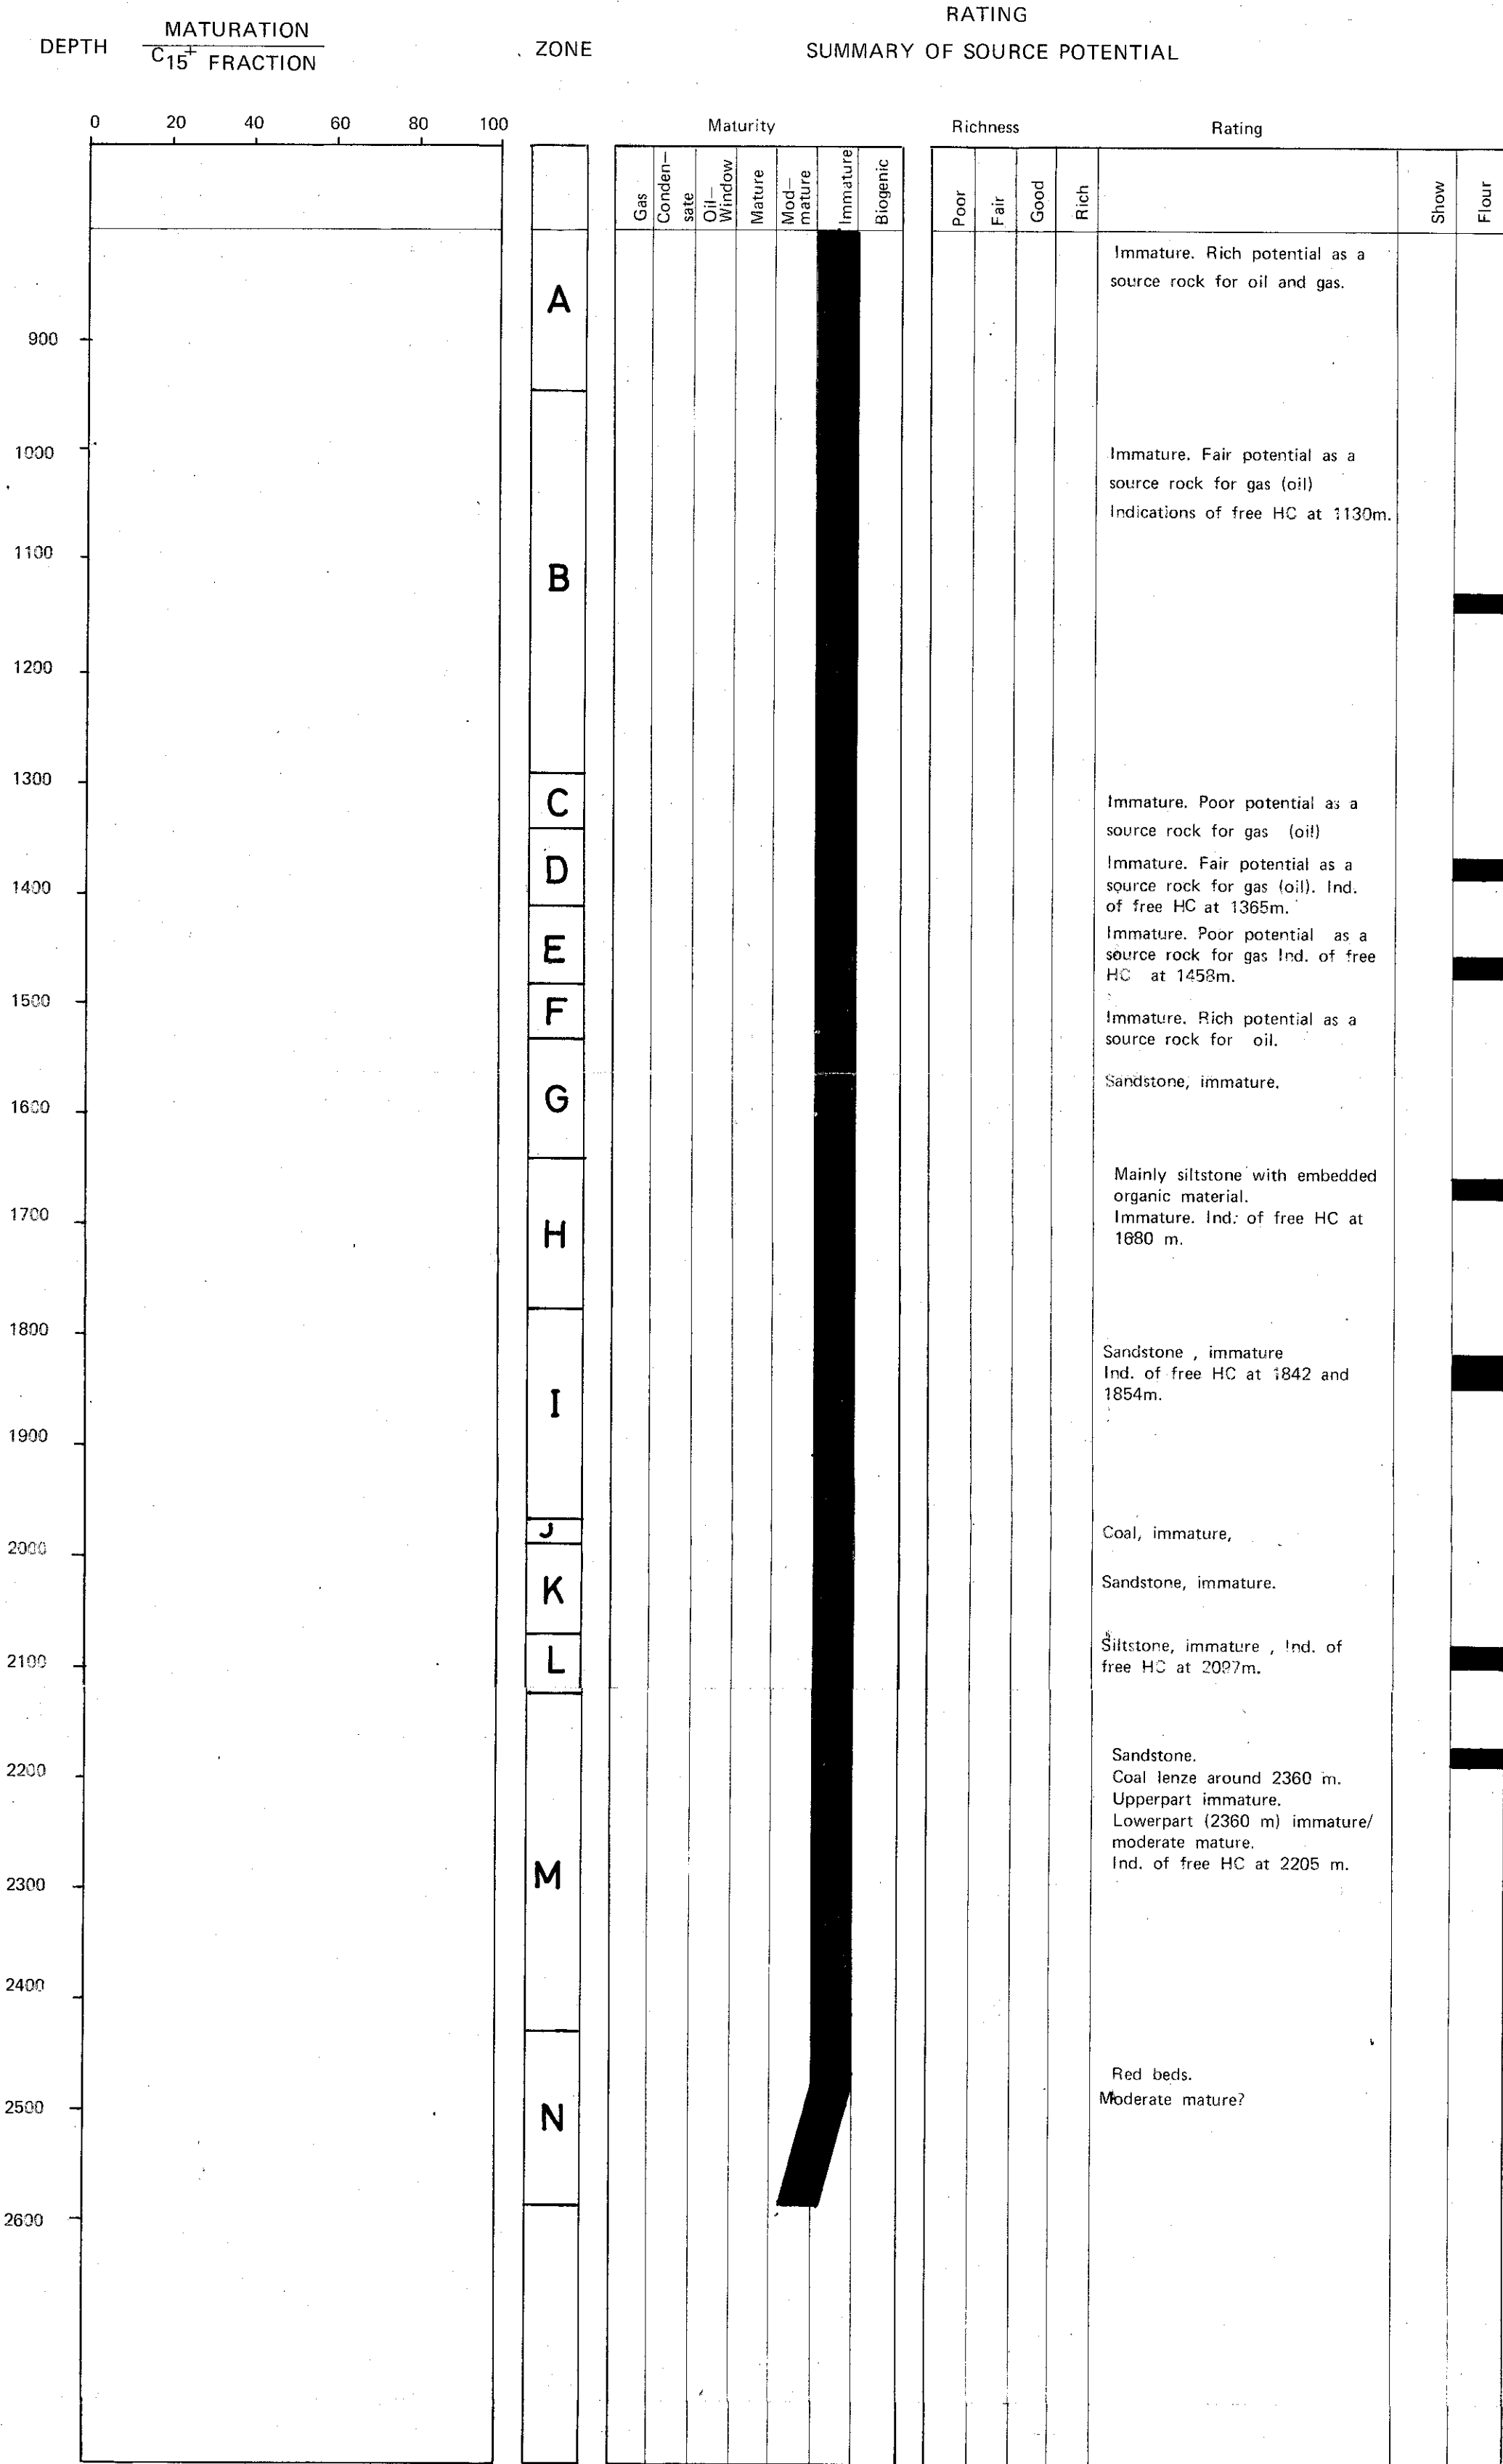 RATING
DEPTH MATURATION ZONE SUMMARY OF SOURCE POTENTIAL
C15+ FRACTION
0 20 40 60 80 100 Maturity Richness Rating
Gas Conden-
sate Oil-
Window Mature Mod-
mature Immature Biogenic Poor Fair Good Rich Show Flour
Immature. Rich potential as a
source rock for oil and gas.
A
900
1000
Immature. Fair potential as a
source rock for gas (oil)
Indications of free HC at 1130m.
1100
B
1200
1300
C
Immature. Poor potential as a
source rock for gas (oil)
D
Immature. Fair potential as a
source rock for gas (oil). Ind.
of free HC at 1365m.
1400
E
Immature. Poor potential as a
source rock for gas Ind. of free
HC at 1458m.
1500
F
Immature. Rich potential as a
source rock for oil.
Sandstone, immature.
G
1600
Mainly siltstone with embedded
organic material.
Immature. Ind. of free HC at
1680 m.
1700
H
1800
Sandstone , immature
Ind. of free HC at 1842 and
1854m.
I
1900
J
Coal, immature,
2000
K
Sandstone, immature.
L
Siltstone, immature , Ind. of
free HC at 2097m.
2100
Sandstone.
2200
Coal lenze around 2360 m.
Upperpart immature.
Lowerpart (2360 m) immature/
moderate mature.
Ind. of free HC at 2205 m.
M
2300
2400
Red beds.
Moderate mature?
2500
N
2600